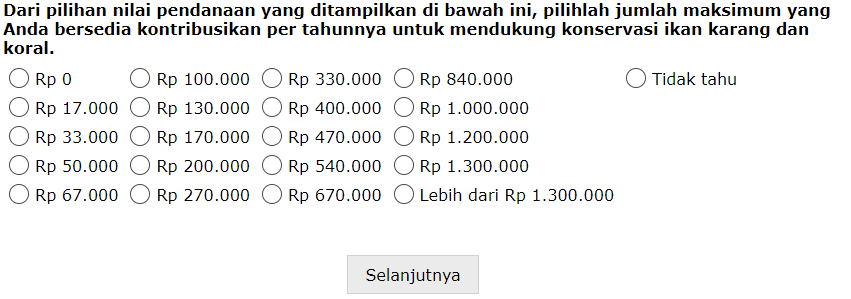 Dari pilihan nilai pendanaan yang ditampilkan di bawah ini, pilihlah jumlah maksimum yang
Anda bersedia kontribusikan per tahunnya untuk mendukung konservasi ikan karang dan
koral.
Rp 0 Rp 100.000 Rp 330.000 Rp 840.000 Tidak tahu
Rp 17.000 Rp 130.000 Rp 400.000 Rp 1.000.000
Rp 33.000 Rp 170.000 Rp 470.000 Rp 1.200.000
Rp 50.000 Rp 200.000 Rp 540.000 Rp 1.300.000
Rp 67.000 Rp 270.000 Rp 670.000 Lebih dari Rp 1.300.000
Selanjutnya